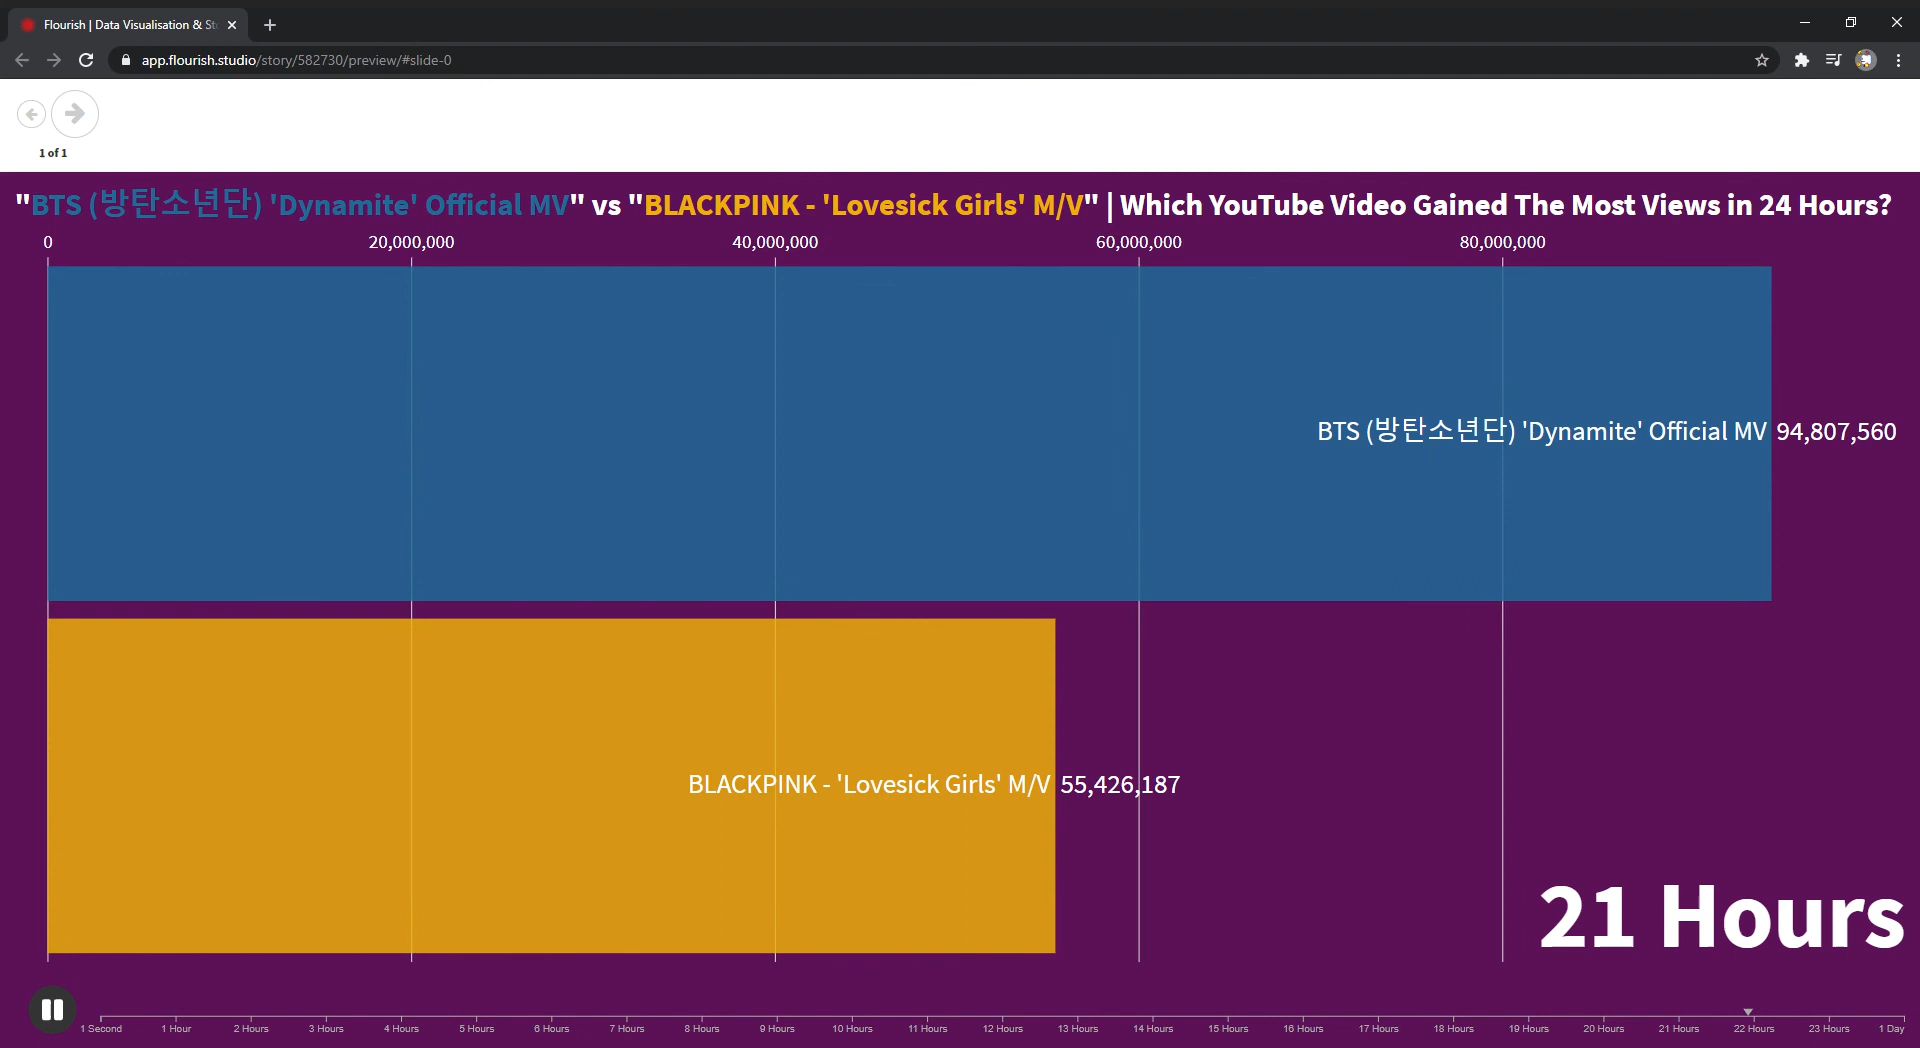 Flourish | Data Visualisation & St
app.flourish.studio/story/582730/preview/#slide-0
1 of 1
"BTS (방탄소년단) 'Dynamite' Official MV" vs "BLACKPINK - 'Lovesick Girls' M/V" | Which YouTube Video Gained The Most Views in 24 Hours?
0 20,000,000 40,000,000 60,000,000 80,000,000
BTS (방탄소년단) 'Dynamite' Official MV 94,807,560
BLACKPINK - 'Lovesick Girls' M/V 55,426,187
21 Hours
1 Second 1 Hour 2 Hours 3 Hours 4 Hours 5 Hours 6 Hours 7 Hours 8 Hours 9 Hours 10 Hours 11 Hours 12 Hours 13 Hours 14 Hours 15 Hours 16 Hours 17 Hours 18 Hours 19 Hours 20 Hours 21 Hours 22 Hours 23 Hours 1 Day